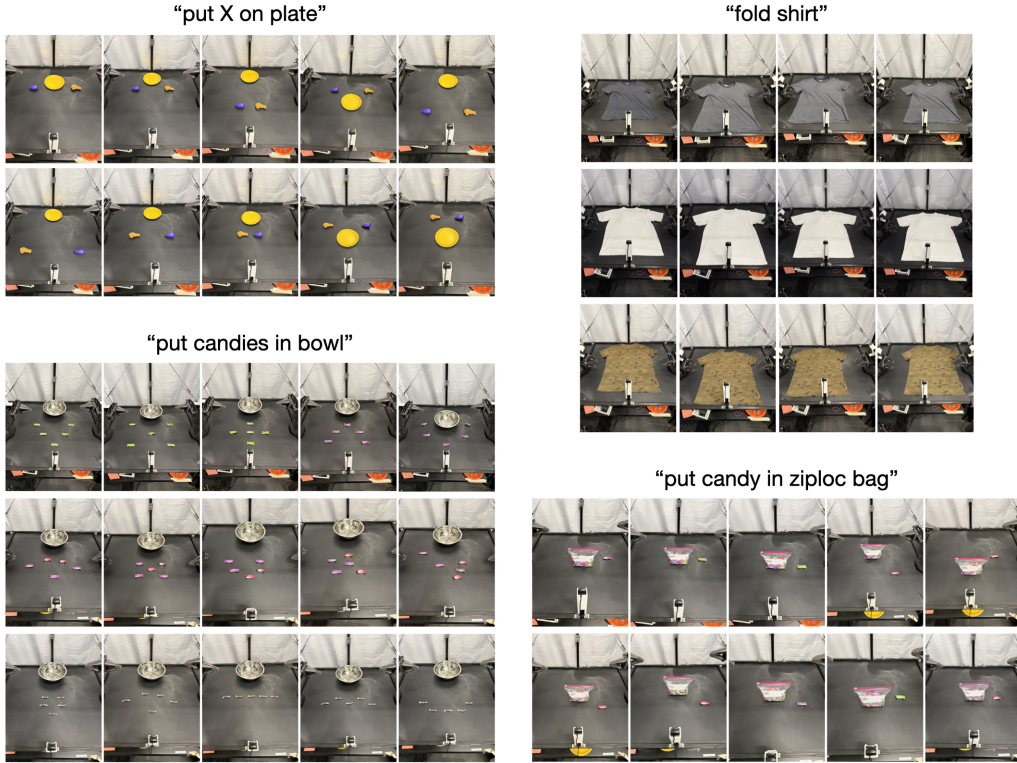 “put X on plate”
“fold shirt”
“put candies in bowl”
“put candy in ziploc bag”